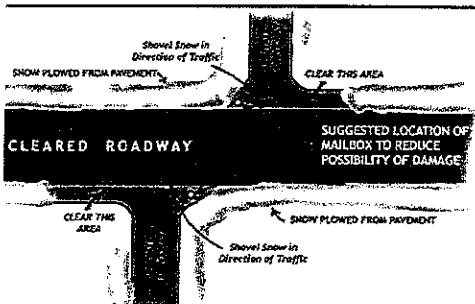 Shovel Snow in
Direction of Traffic
SNOW PLOWED FROM PAVEMENT
CLEAR THIS AREA
CLEARED ROADWAY
SUGGESTED LOCATION OF
MAILBOX TO REDUCE
POSSIBILITY OF DAMAGE
CLEAR THIS
AREA
SNOW PLOWED FROM PAVEMENT
Shovel Snow in
Direction of Traffic